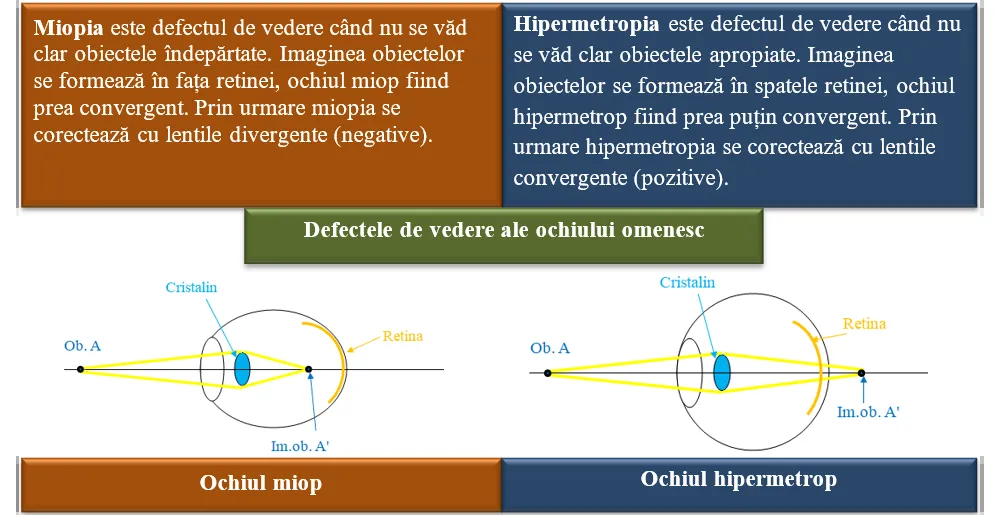 Miopia este defectul de vedere când nu se văd
clar obiectele îndepărtate. Imaginea obiectelor
se formează în fața retinei, ochiul miop fiind
prea convergent. Prin urmare miopia se
corectează cu lentile divergente (negative).
Hipermetropia este defectul de vedere când nu
se văd clar obiectele apropiate. Imaginea
obiectelor se formează în spatele retinei, ochiul
hipermetrop fiind prea puțin convergent. Prin
urmare hipermetropia se corectează cu lentile
convergente (pozitive).
Defectele de vedere ale ochiului omenesc
Cristalin
Retina
Ob. A
Im.ob. A'
Cristalin
Retina
Ob. A
Im.ob. A'
Ochiul miop
Ochiul hipermetrop